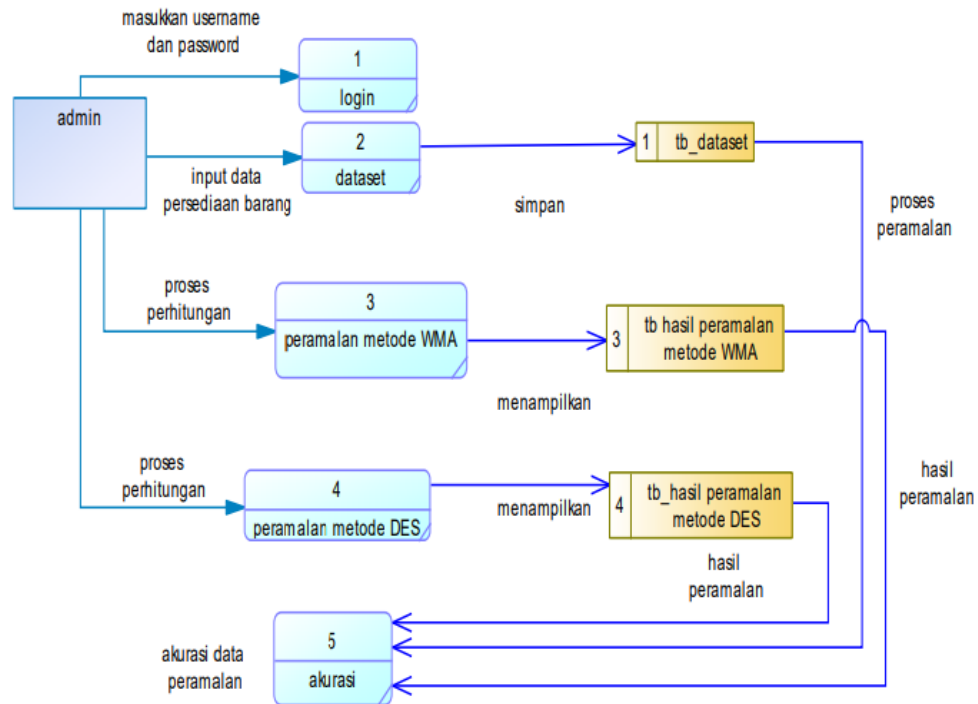 masukkan username
dan password
1
login
admin
2
dataset
1 tb_dataset
input data
persediaan barang
simpan
proses
peramalan
proses
perhitungan
3
peramalan metode WMA
3
tb hasil peramalan
metode WMA
menampilkan
hasil
peramalan
proses
perhitungan
4
peramalan metode DES
menampilkan
4
tb_hasil peramalan
metode DES
hasil
peramalan
5
akurasi
akurasi data
peramalan